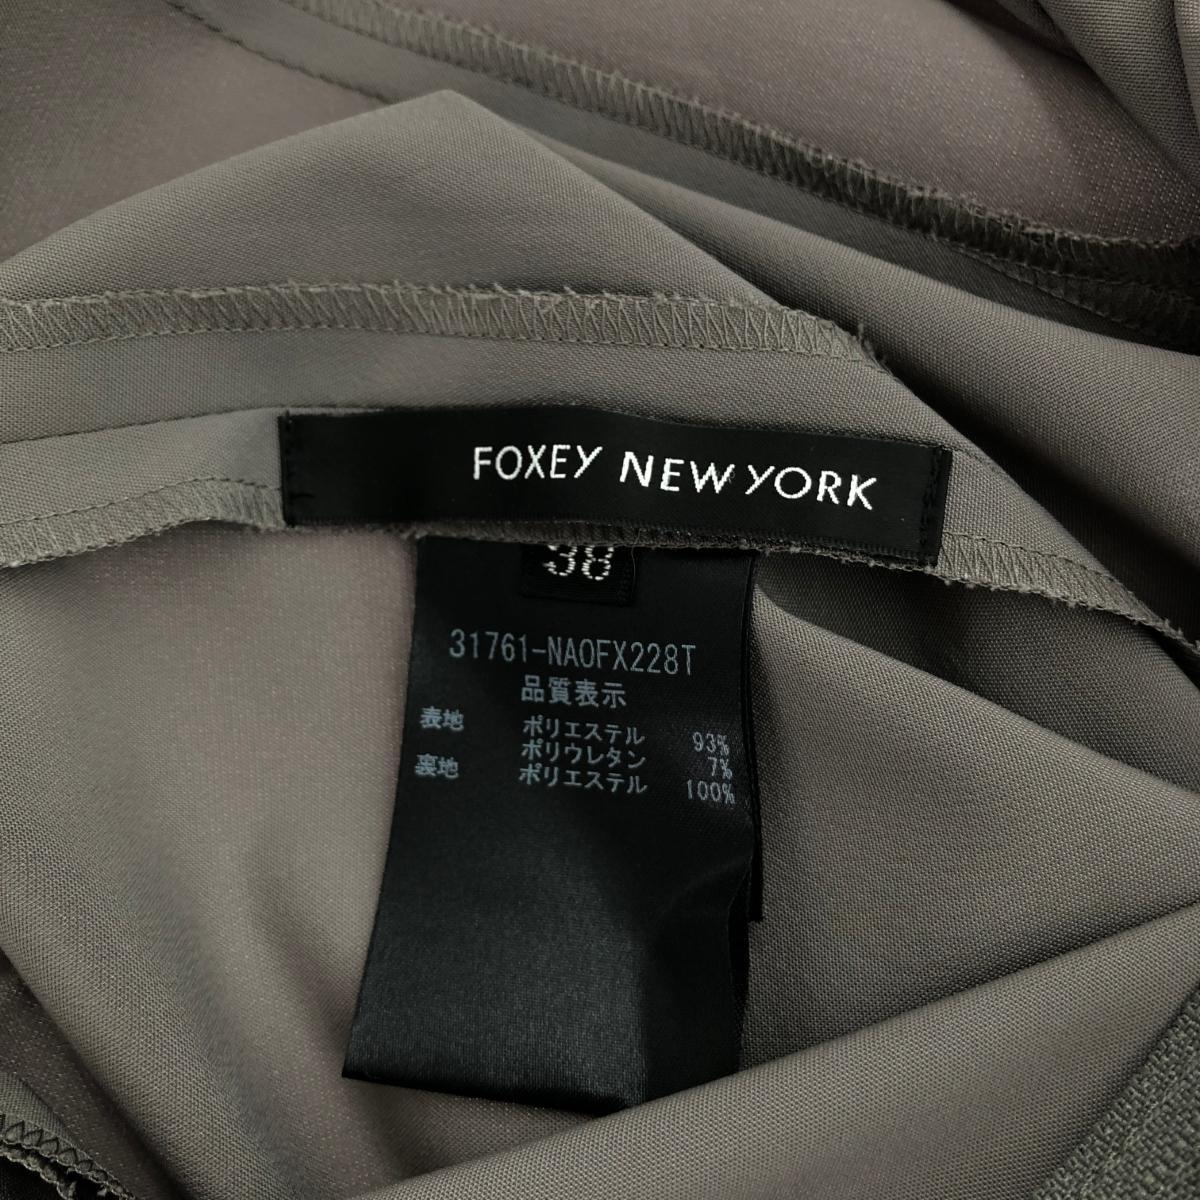 FOXEY NEW YORK
38
31761-NAOFX228T
品質表示
表地 ポリエステル 93%
ポリウレタン 7%
裏地 ポリエステル 100%